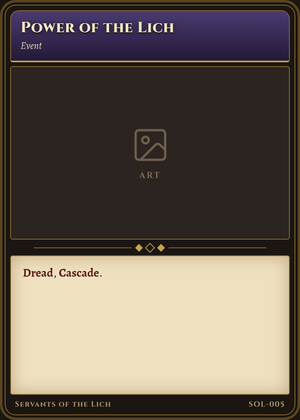 Power of the Lich
Event
ART
Dread, Cascade.
Servants of the Lich SOL-005